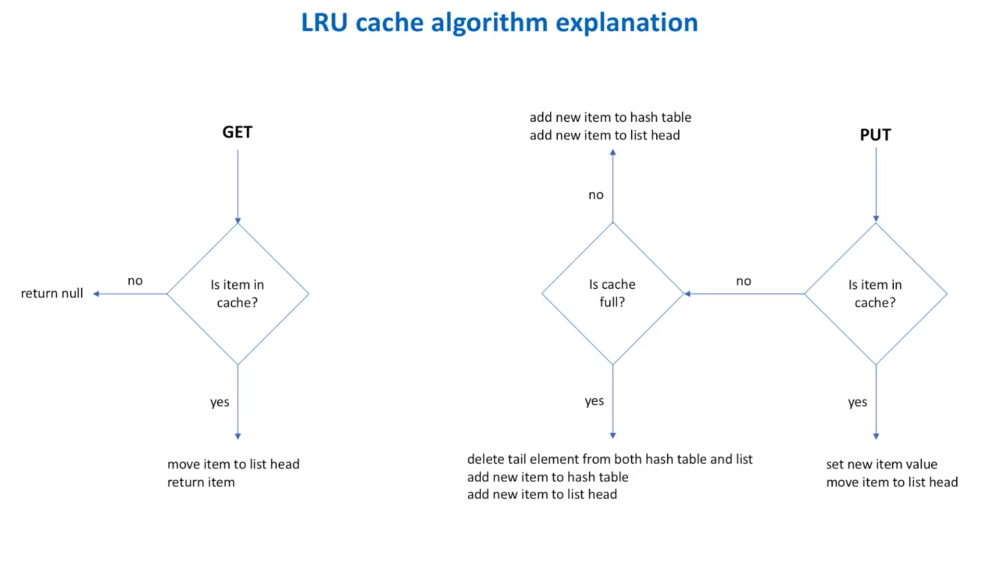 LRU cache algorithm explanation
GET
Is item in
cache?
no
return null
yes
move item to list head
return item
PUT
Is item in
cache?
no
Is cache
full?
no
add new item to hash table
add new item to list head
yes
delete tail element from both hash table and list
add new item to hash table
add new item to list head
yes
set new item value
move item to list head